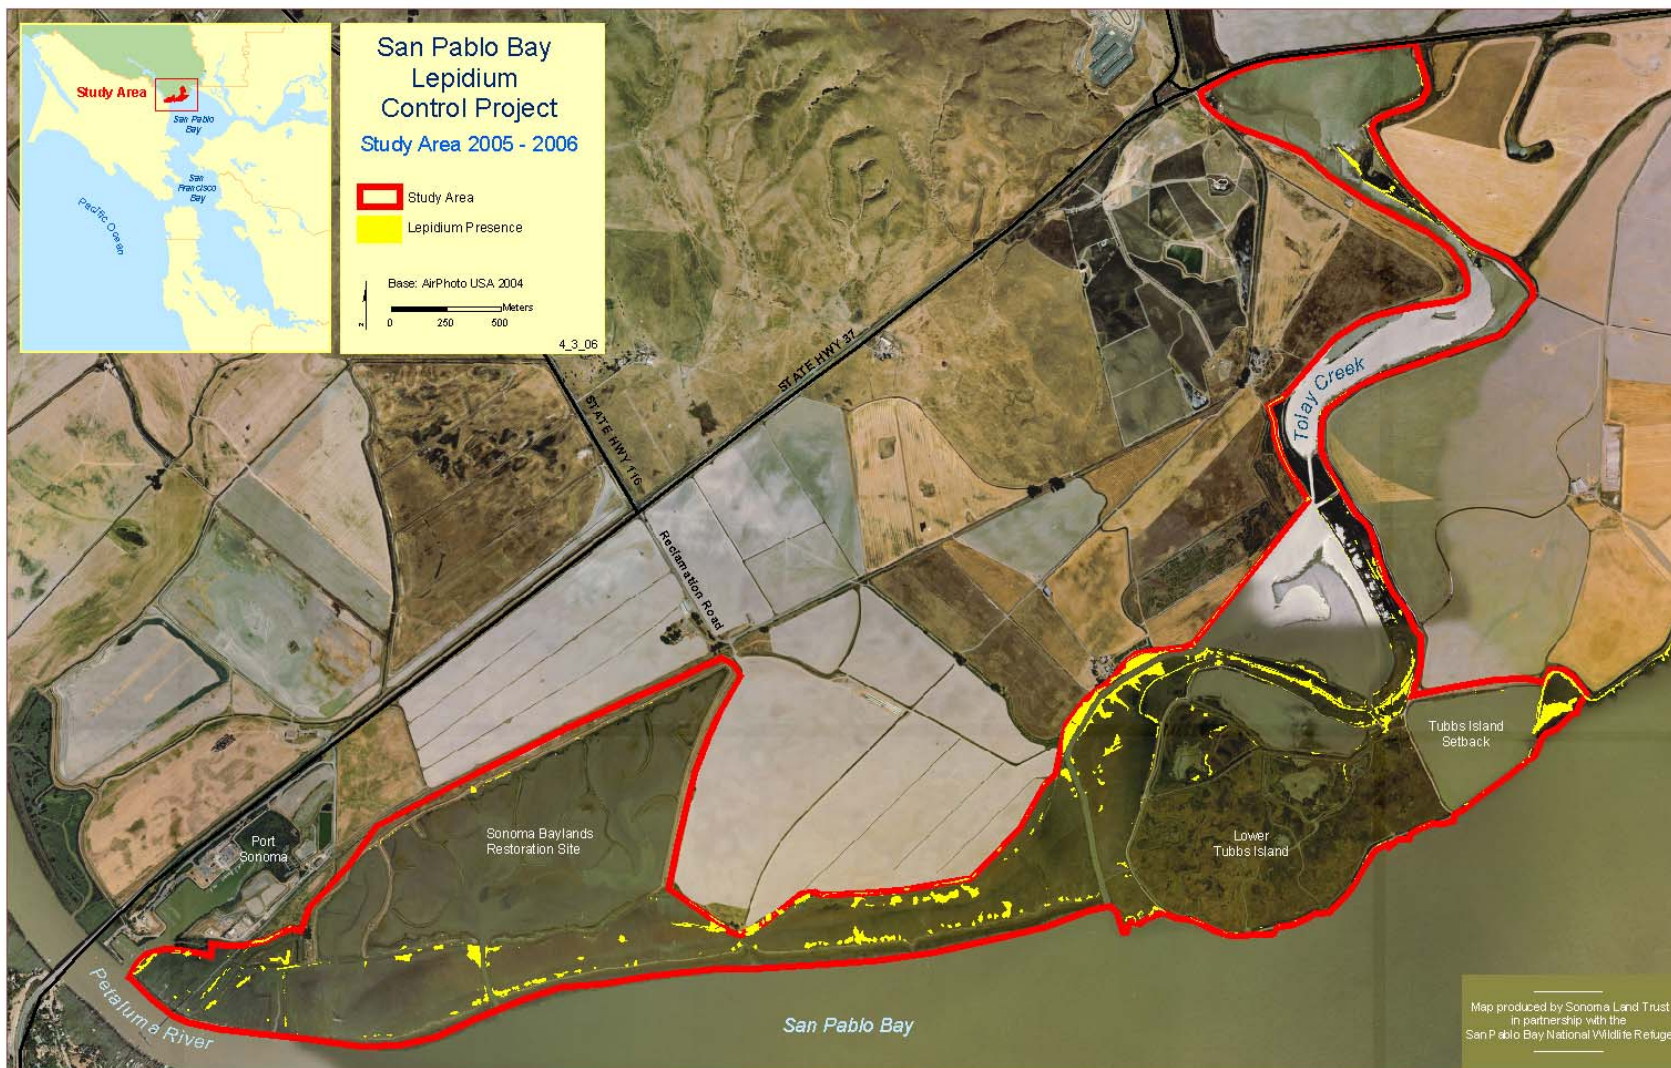 Study Area
San Pablo
Bay
San
Francisco
Bay
Pacific Ocean
San Pablo Bay
Lepidium
Control Project
Study Area 2005 - 2006
Study Area
Lepidium Presence
Base: AirPhoto USA 2004
Meters
0 250 500
z
4_3_06
STATE HWY 37
STATE HWY 116
Reclamation Road
Tolay Creek
Tubbs Island
Setback
Port
Sonoma
Sonoma Baylands
Restoration Site
Lower
Tubbs Island
Petaluma River
San Pablo Bay
Map produced by Sonoma Land Trust
in partnership with the
San Pablo Bay National Wildlife Refuge